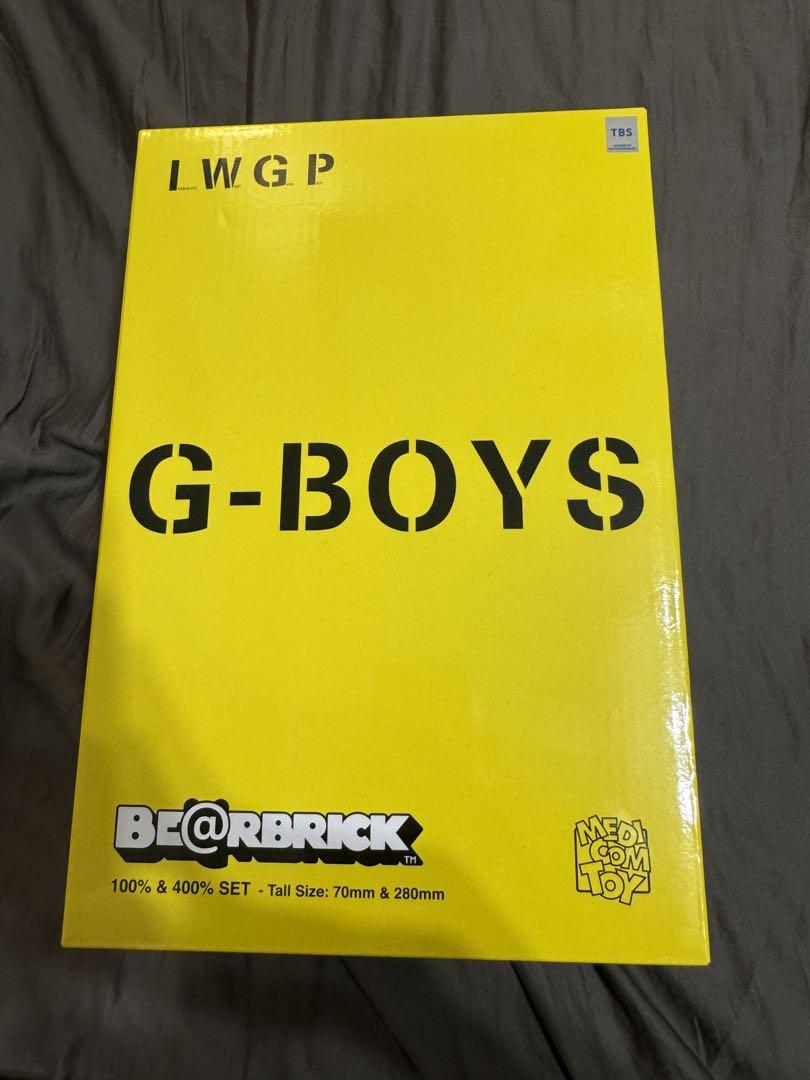 I.W.G.P
TBS
G-BOYS
BE@RBRICK
TM
100% & 400% SET - Tall Size: 70mm & 280mm
MEDI
COM
TOY